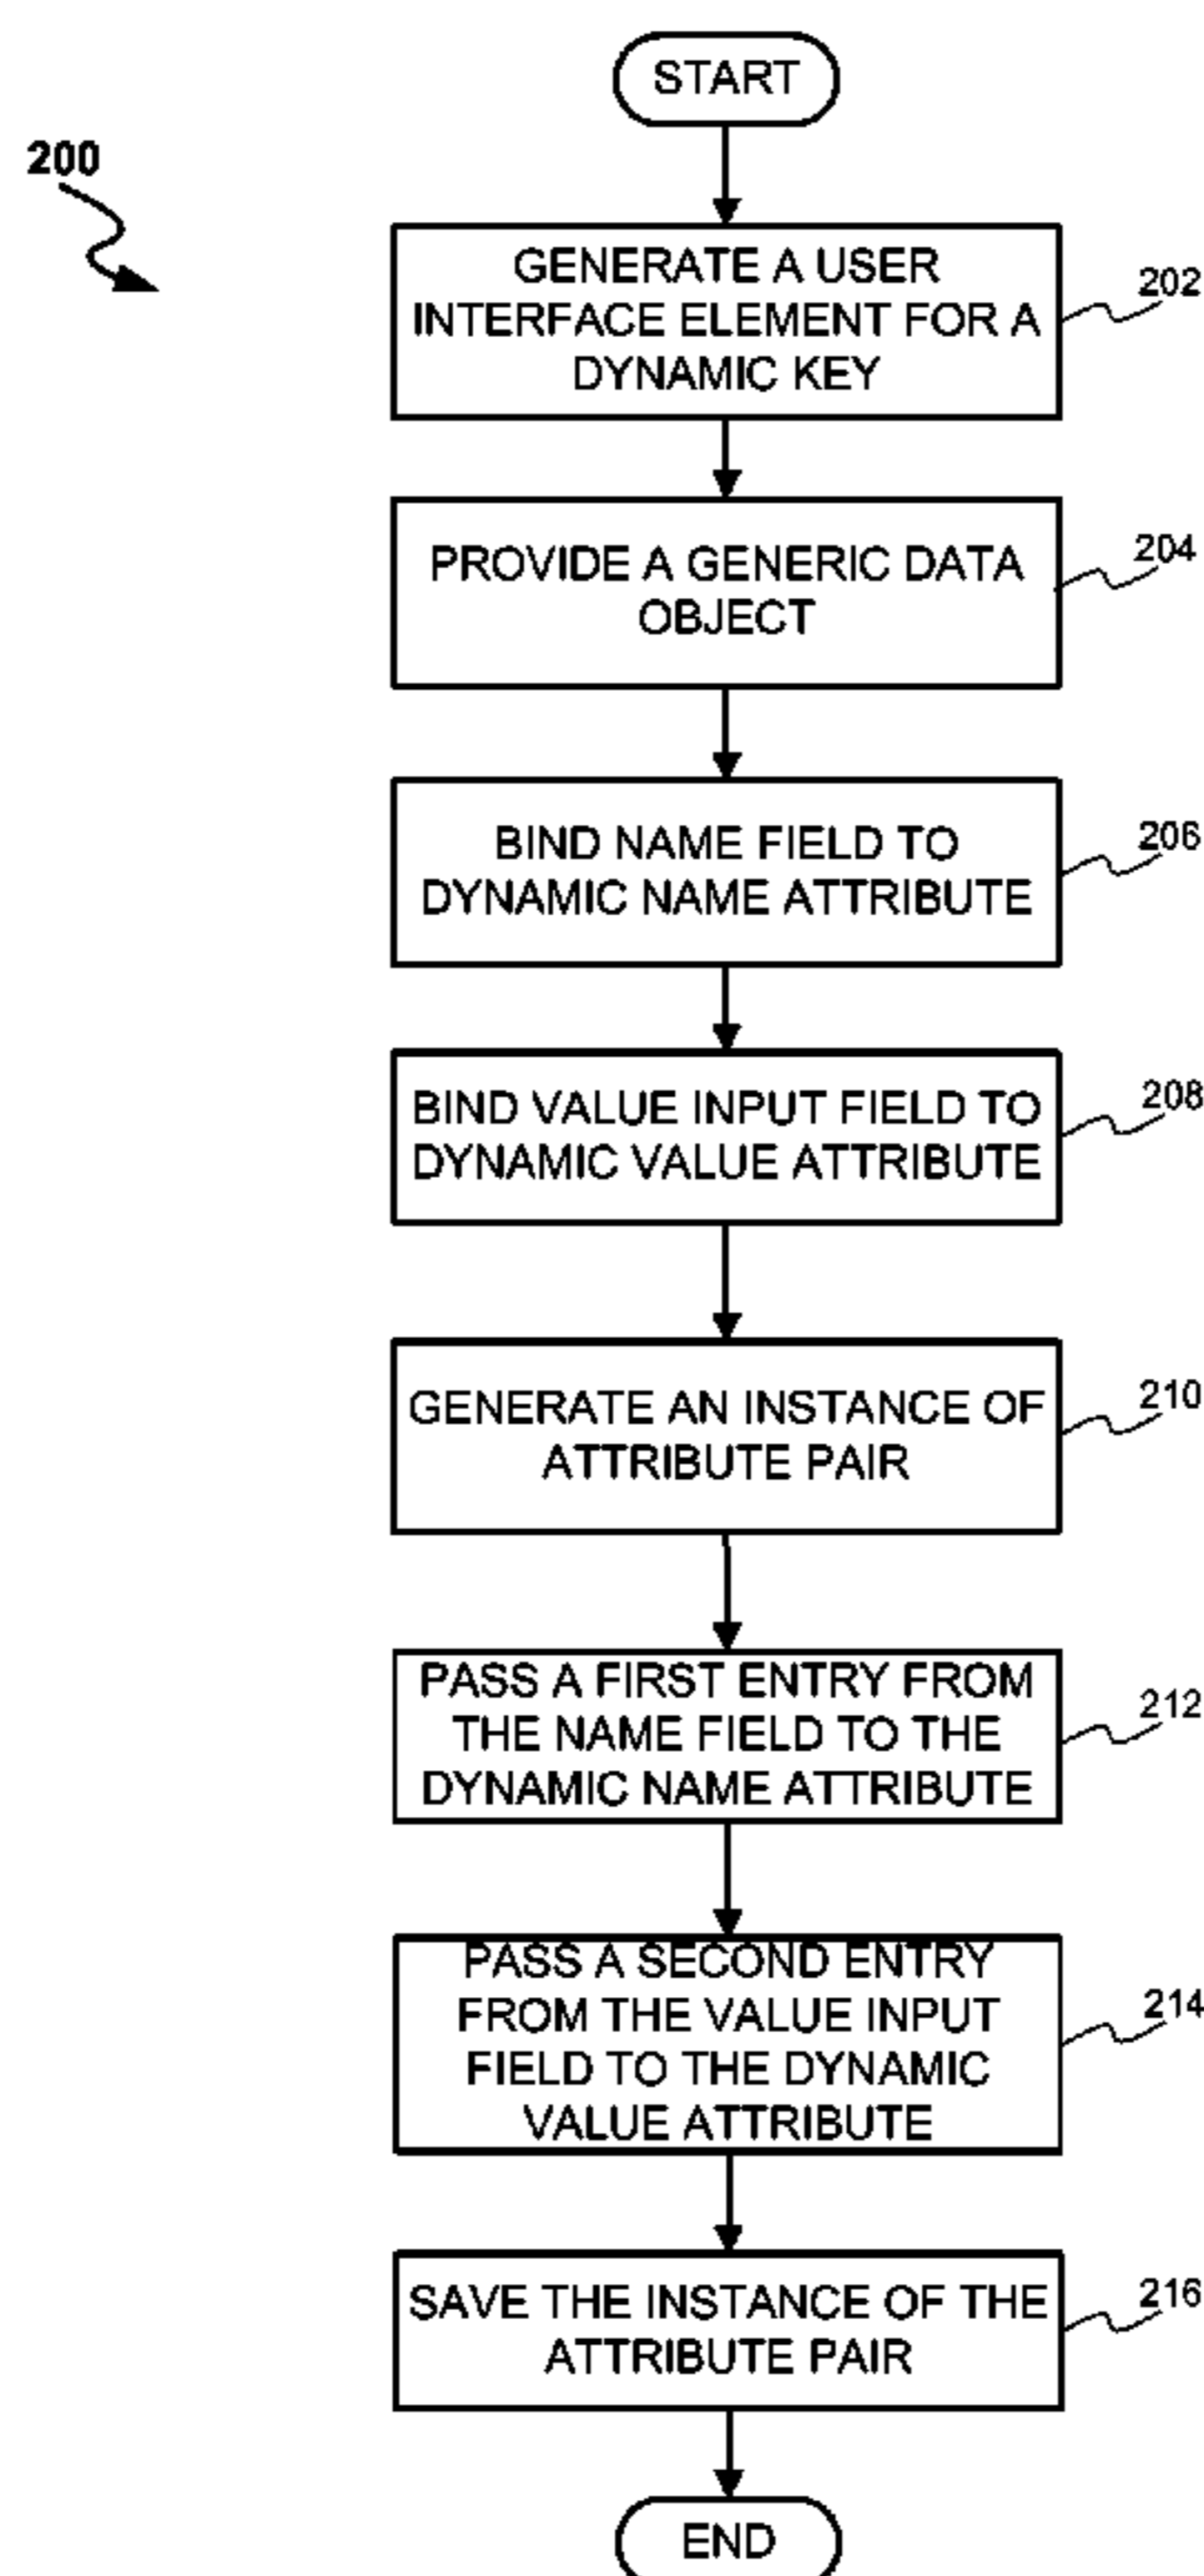 START
200
GENERATE A USER
INTERFACE ELEMENT FOR A
DYNAMIC KEY
202
PROVIDE A GENERIC DATA
OBJECT
204
BIND NAME FIELD TO
DYNAMIC NAME ATTRIBUTE
206
BIND VALUE INPUT FIELD TO
DYNAMIC VALUE ATTRIBUTE
208
GENERATE AN INSTANCE OF
ATTRIBUTE PAIR
210
PASS A FIRST ENTRY FROM
THE NAME FIELD TO THE
DYNAMIC NAME ATTRIBUTE
212
PASS A SECOND ENTRY
FROM THE VALUE INPUT
FIELD TO THE DYNAMIC
VALUE ATTRIBUTE
214
SAVE THE INSTANCE OF THE
ATTRIBUTE PAIR
216
END